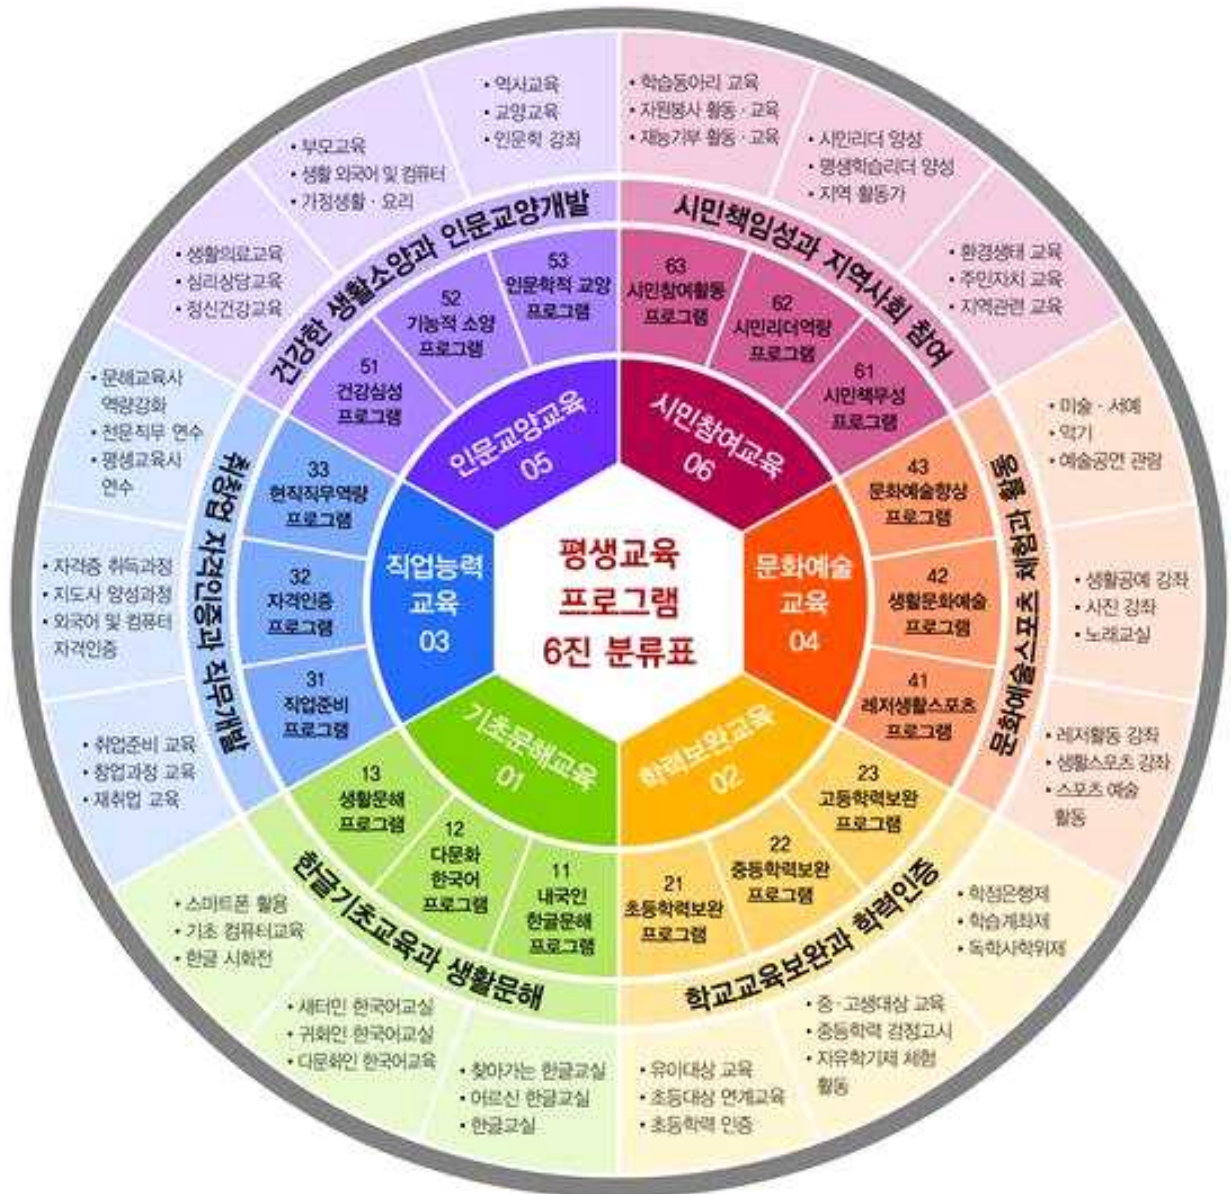 평생교육
프로그램
6진 분류표
기초문해교육
01
학력보완교육
02
직업능력
교육
03
문화예술
교육
04
인문교양교육
05
시민참여교육
06
한글기초교육과 생활문해
11
내국인
한글문해
프로그램
• 찾아가는 한글교실
• 어르신 한글교실
• 한글교실
12
다문화
한국어
프로그램
• 새터민 한국어교실
• 귀화인 한국어교실
• 다문화인 한국어교육
13
생활문해
프로그램
• 스마트폰 활용
• 기초 컴퓨터교육
• 한글 시화전
학교교육보완과 학력인증
21
초등학력보완
프로그램
• 유아대상 교육
• 초등대상 연계교육
• 초등학력 인증
22
중등학력보완
프로그램
• 중·고생대상 교육
• 중등학력 검정고시
• 자유학기제 체험
활동
23
고등학력보완
프로그램
• 학점은행제
• 학습계좌제
• 독학사학위제
취창업 자격인증과 직무개발
31
직업준비
프로그램
• 취업준비 교육
• 창업과정 교육
• 재취업 교육
32
자격인증
프로그램
• 자격증 취득과정
• 지도사 양성과정
• 외국어 및 컴퓨터
자격인증
33
현직직무역량
프로그램
• 문해교육사
역량강화
• 전문직무 연수
• 평생교육사
연수
문화예술스포츠 체험과 활동
41
레저생활스포츠
프로그램
• 레저활동 강좌
• 생활스포츠 강좌
• 스포츠 예술
활동
42
생활문화예술
프로그램
• 생활공예 강좌
• 사진 강좌
• 노래교실
43
문화예술향상
프로그램
• 미술·서예
• 악기
• 예술공연 관람
건강한 생활소양과 인문교양개발
51
건강심성
프로그램
• 생활의료교육
• 심리상담교육
• 정신건강교육
52
기능적 소양
프로그램
• 부모교육
• 생활 외국어 및 컴퓨터
• 가정생활·요리
53
인문학적 교양
프로그램
• 역사교육
• 교양교육
• 인문학 강좌
시민책임성과 지역사회 참여
61
시민책무성
프로그램
• 환경생태 교육
• 주민자치 교육
• 지역관련 교육
62
시민리더역량
프로그램
• 시민리더 양성
• 평생학습리더 양성
• 지역 활동가
63
시민참여활동
프로그램
• 학습동아리 교육
• 자원봉사 활동·교육
• 재능기부 활동·교육